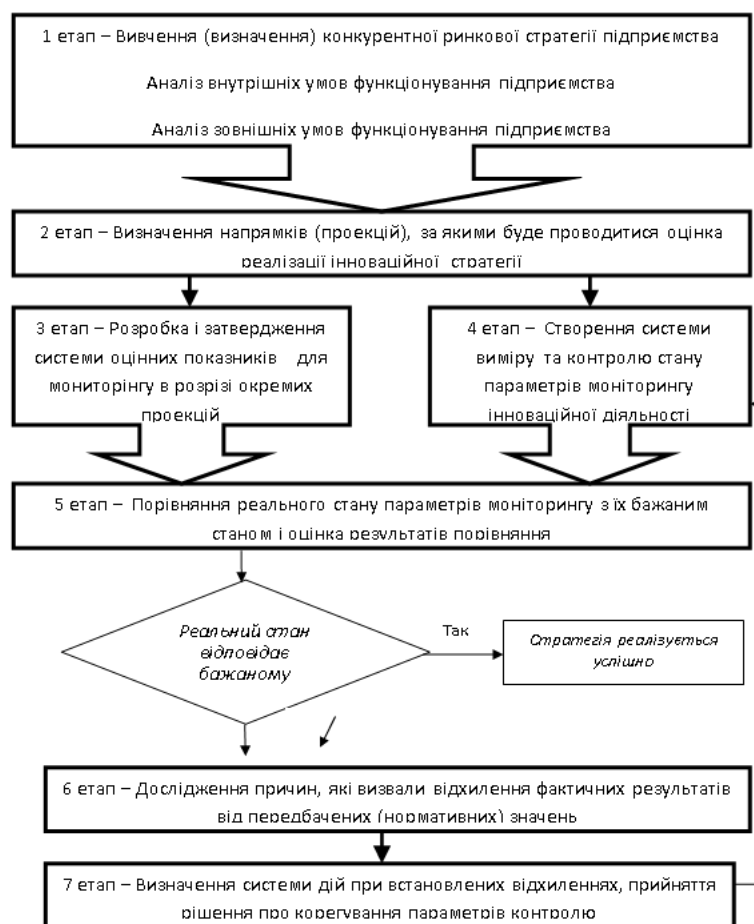 1 етап – Вивчення (визначення) конкурентної ринкової стратегії підприємства
Аналіз внутрішніх умов функціонування підприємства
Аналіз зовнішніх умов функціонування підприємства
2 етап – Визначення напрямків (проекцій), за якими буде проводитися оцінка
реалізації інноваційної стратегії
3 етап – Розробка і затвердження
системи оцінних показників для
мониторінгу в розрізі окремих
проекцій
4 етап – Створення системи
виміру та контролю стану
параметрів моніторингу
інноваційної діяльності
5 етап – Порівняння реального стану параметрів моніторингу з їх бажаним
станом і оцінка результатів порівняння
Реальний стан
відповідає
бажаному
Так
Стратегія реалізується
успішно
6 етап – Дослідження причин, які визвали відхилення фактичних результатів
від передбачених (нормативних) значень
7 етап – Визначення системи дій при встановлених відхиленнях, прийняття
рішення про корегування параметрів контролю